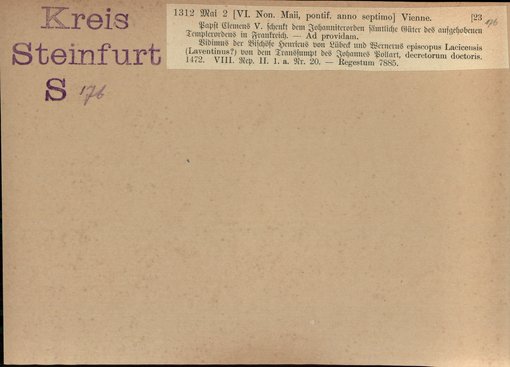 Kreis
Steinfurt
S 176
1312 Mai 2 [VI. Non. Maii, pontif. anno septimo] Vienne. [23 176
Papst Clemens V. schenkt dem Johanniterorden sämtliche Güter des aufgehobenen
Templerordens in Frankreich. — Ad providam.
Vidimus der Bischöfe Henricus von Lübeck und Wernerus episcopus Lacicensis
(Laventinus?) von dem Transsumpt des Johannes Pollart, decretorum doctoris.
1472. VIII. Rep. II. 1. a. Nr. 20. — Regestum 7885.